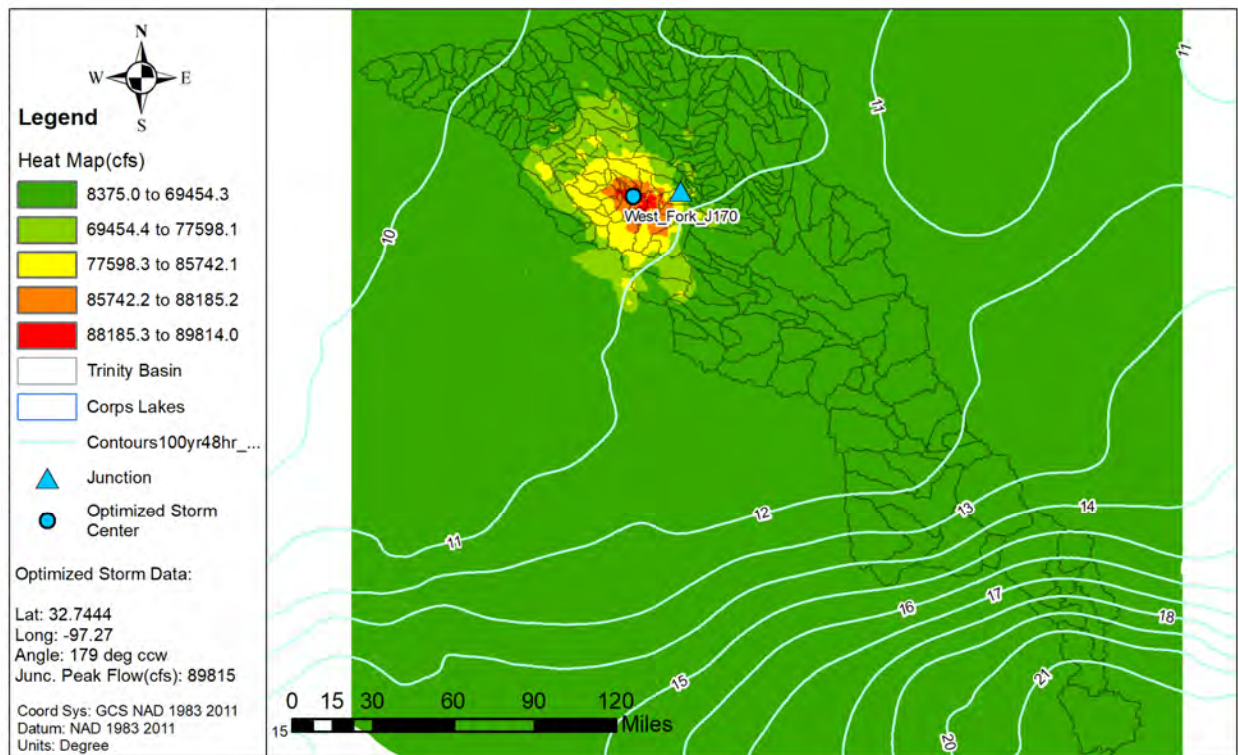 N
W
E
S
Legend
Heat Map(cfs)
8375.0 to 69454.3
69454.4 to 77598.1
77598.3 to 85742.1
85742.2 to 88185.2
88185.3 to 89814.0
Trinity Basin
Corps Lakes
Contours100yr48hr_...
Junction
Optimized Storm
Center
Optimized Storm Data:
Lat: 32.7444
Long: -97.27
Angle: 179 deg ccw
Junc. Peak Flow(cfs): 89815
Coord Sys: GCS NAD 1983 2011
Datum: NAD 1983 2011
Units: Degree
11
11
10
West_Fork_J170
12
13
14
11
16
17
18
15
21
20
0 15 30 60 90 120
Miles
15